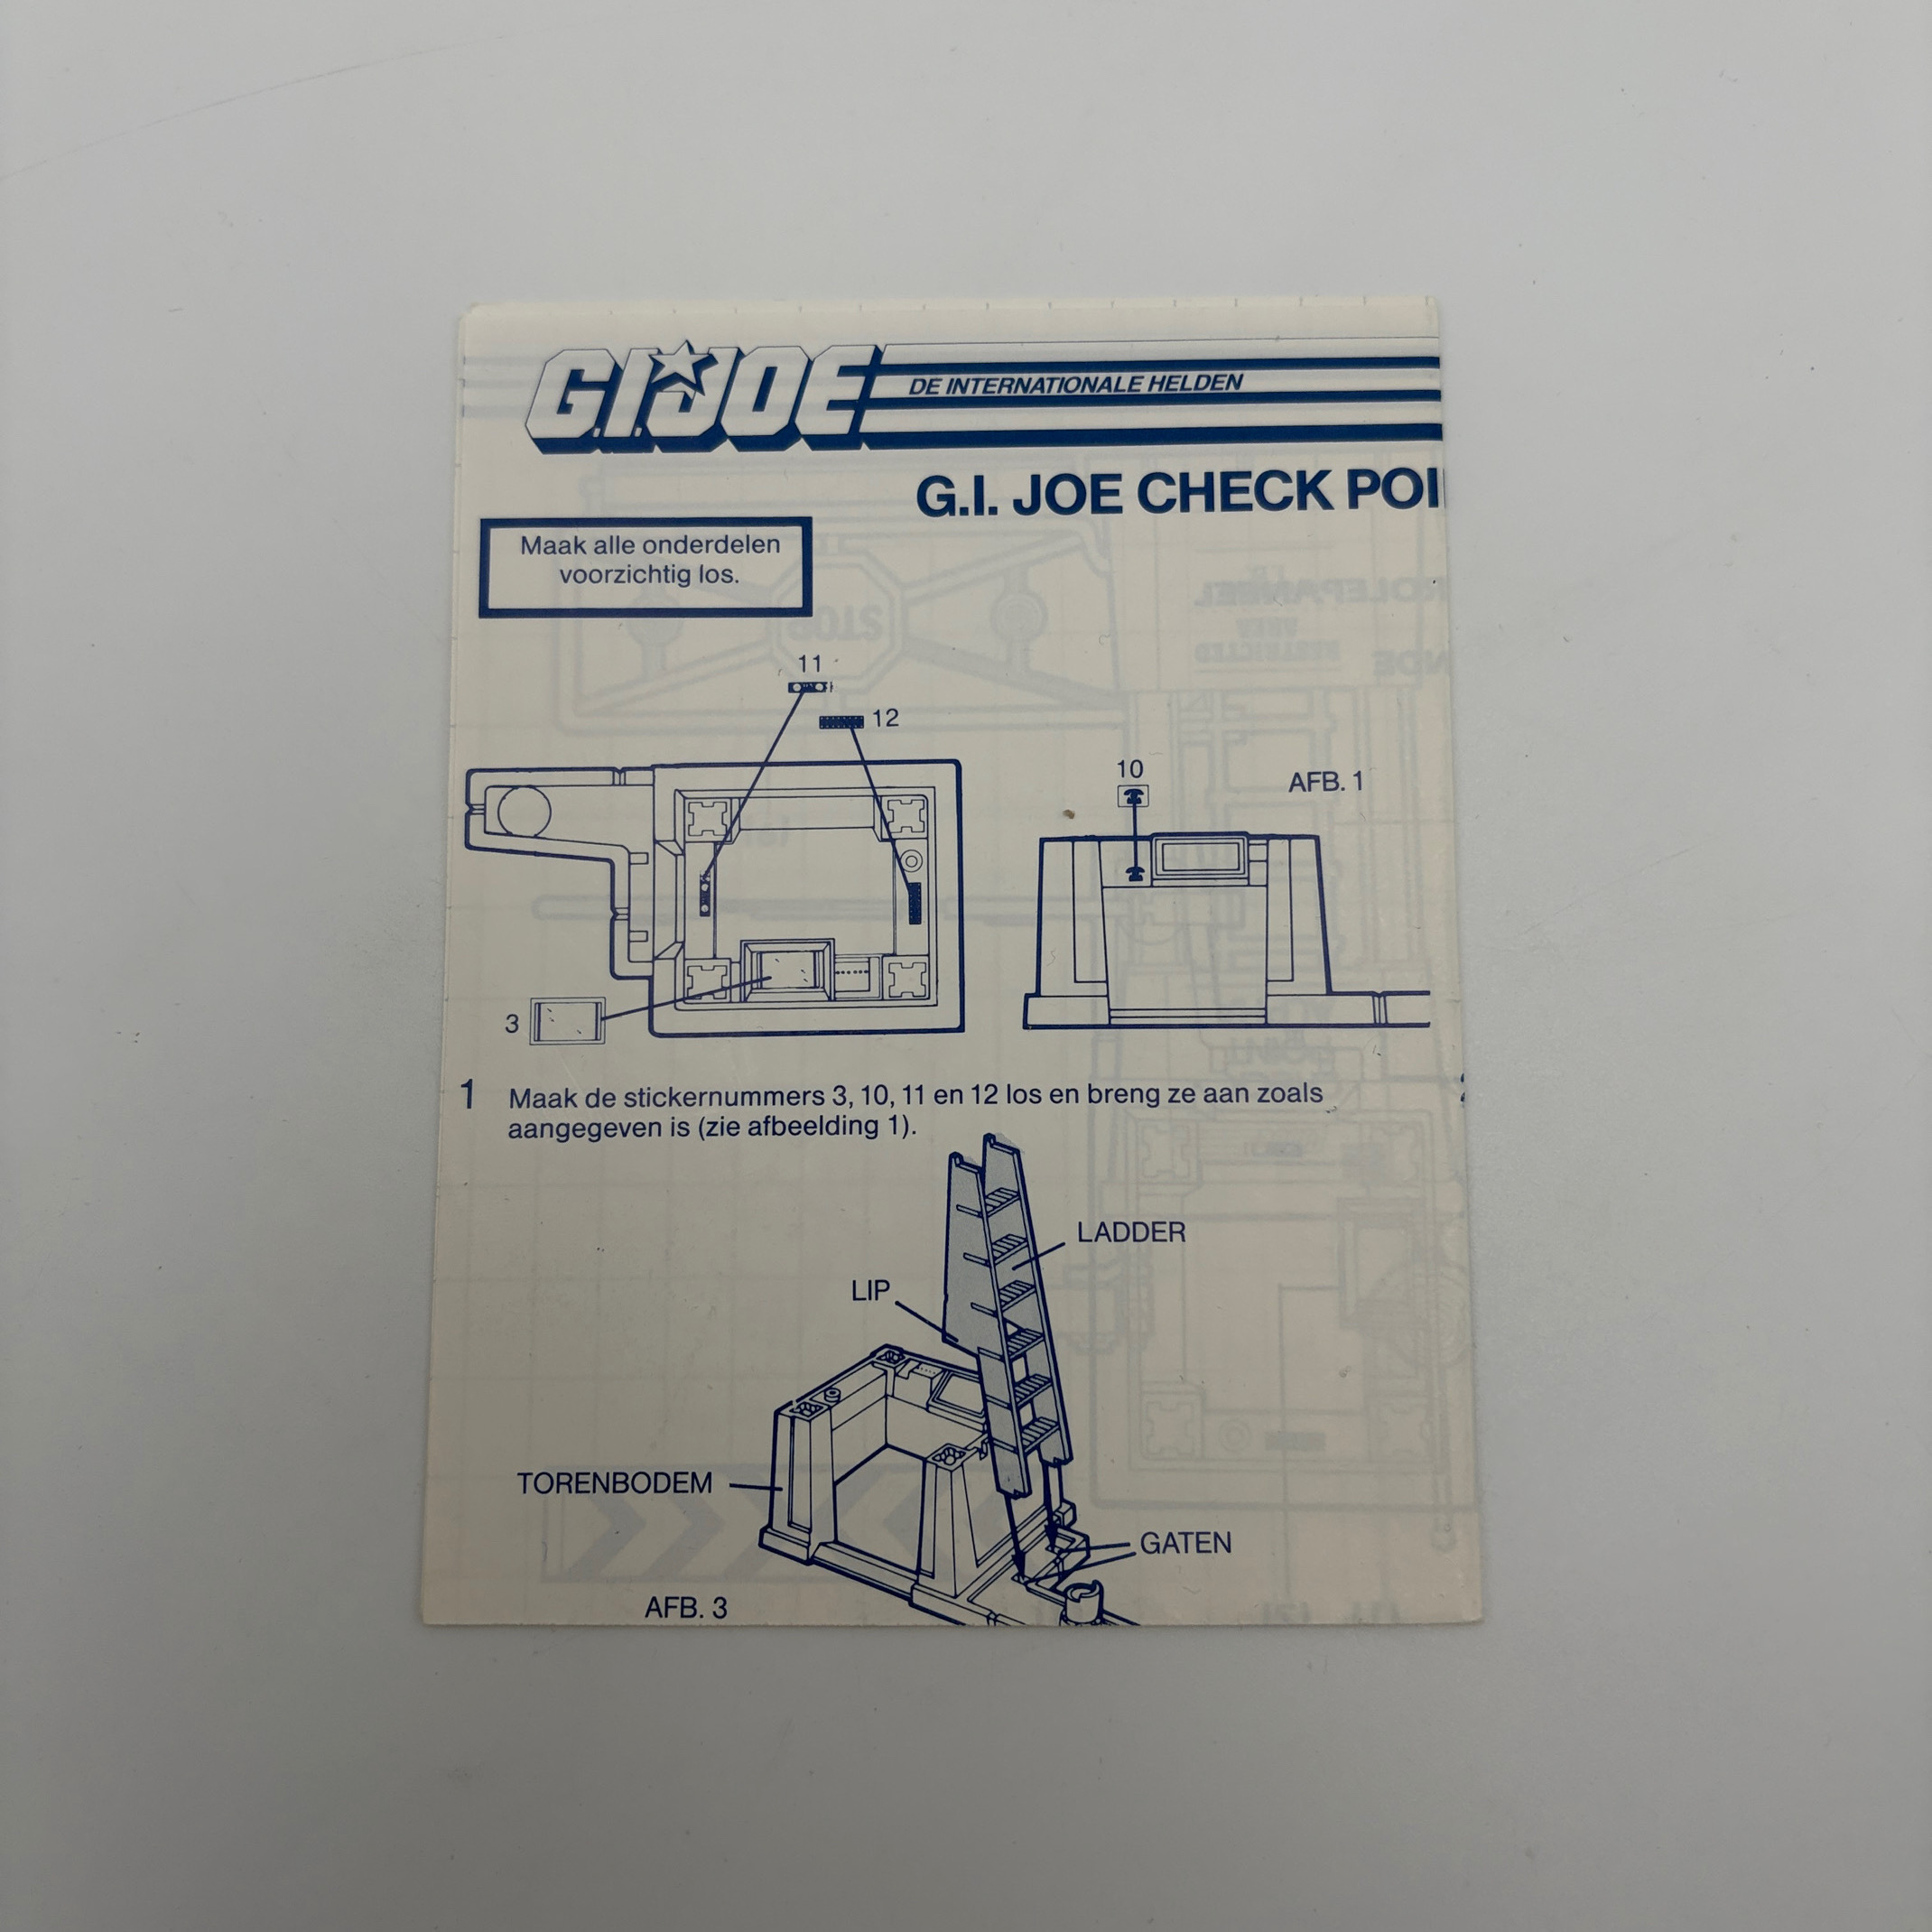 G.I. JOE
DE INTERNATIONALE HELDEN
G.I. JOE CHECK POI
Maak alle onderdelen
voorzichtig los.
11
12
10
AFB. 1
3
1 Maak de stickernummers 3, 10, 11 en 12 los en breng ze aan zoals
aangegeven is (zie afbeelding 1).
LADDER
LIP
TORENBODEM
GATEN
AFB. 3